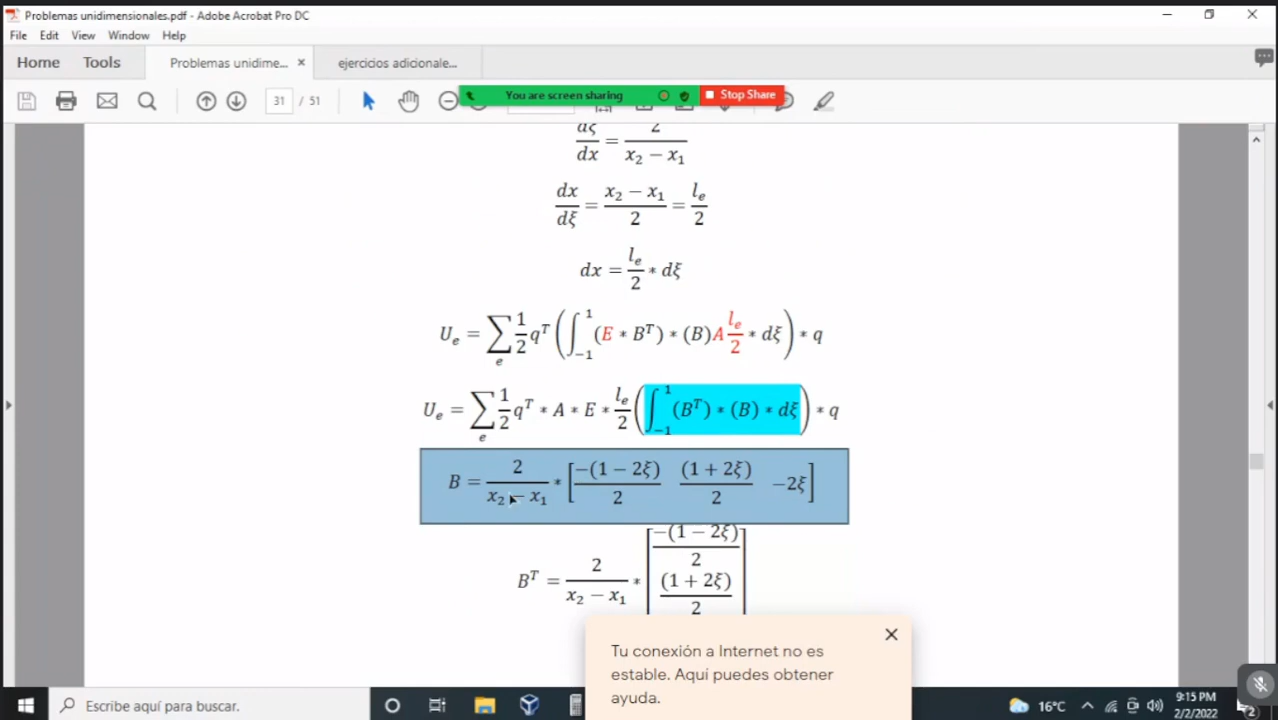 Problemas unidimensionales.pdf - Adobe Acrobat Pro DC
File Edit View Window Help
Home Tools Problemas unidime... × ejercicios adicionale...
31 / 51 You are screen sharing Stop Share
dξ/dx = 2/(x₂ − x₁)
dx/dξ = (x₂ − x₁)/2 = lₑ/2
dx = lₑ/2 * dξ
Uₑ = ∑ₑ 1/2 qᵀ (∫₋₁¹ (E * Bᵀ) * (B)A lₑ/2 * dξ) * q
Uₑ = ∑ₑ 1/2 qᵀ * A * E * lₑ/2 (∫₋₁¹ (Bᵀ) * (B) * dξ) * q
B = 2/(x₂ − x₁) * [−(1 − 2ξ)/2 (1 + 2ξ)/2 −2ξ]
Bᵀ = 2/(x₂ − x₁) * [−(1 − 2ξ)/2
(1 + 2ξ)/2]
Tu conexión a Internet no es
estable. Aquí puedes obtener
ayuda.
Escribe aquí para buscar. 16°C 9:15 PM
2/2/2022 2